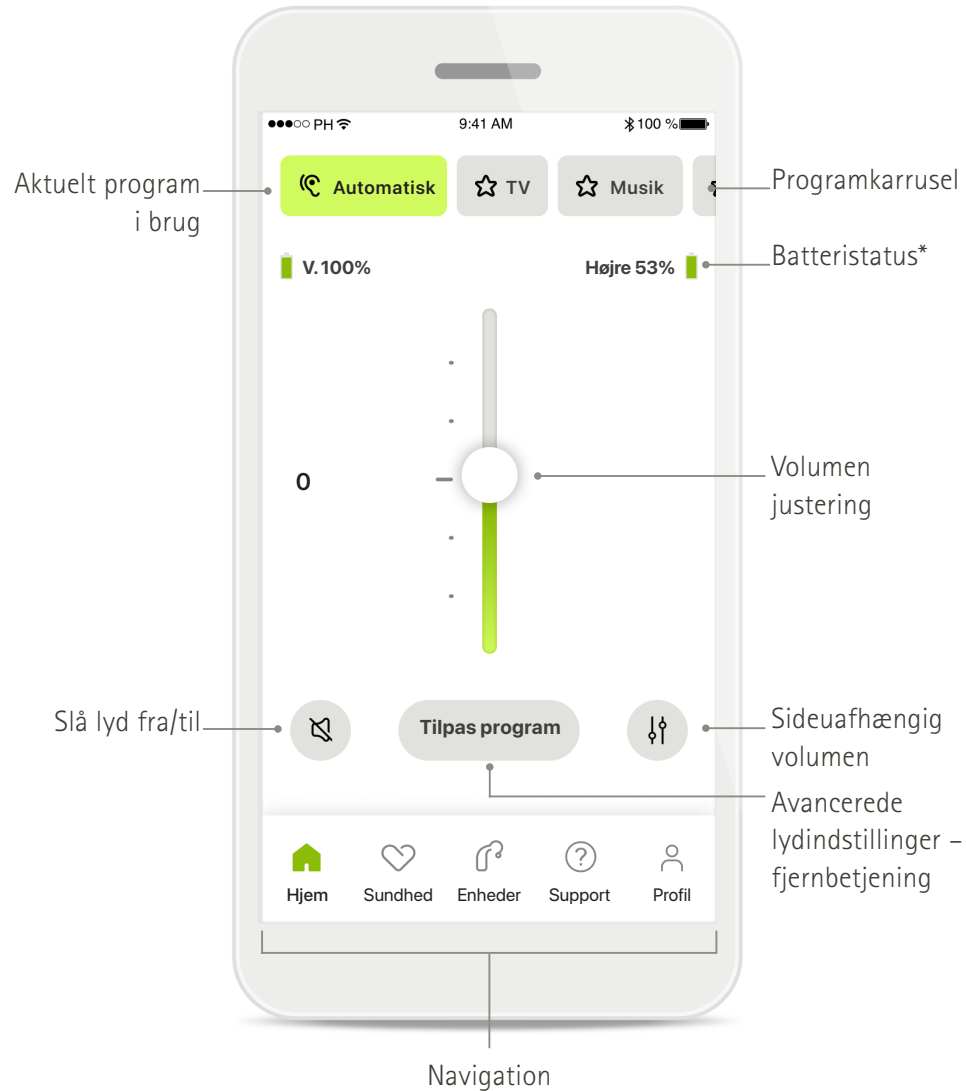 PH 9:41 AM 100 %
Aktuelt program
i brug
Automatisk TV Musik
Programkarrusel
V. 100% Højre 53%
Batteristatus*
0
Volumen
justering
Slå lyd fra/til
Tilpas program
Sideuafhængig
volumen
Avancerede
lydindstillinger –
fjernbetjening
Hjem Sundhed Enheder Support Profil
Navigation